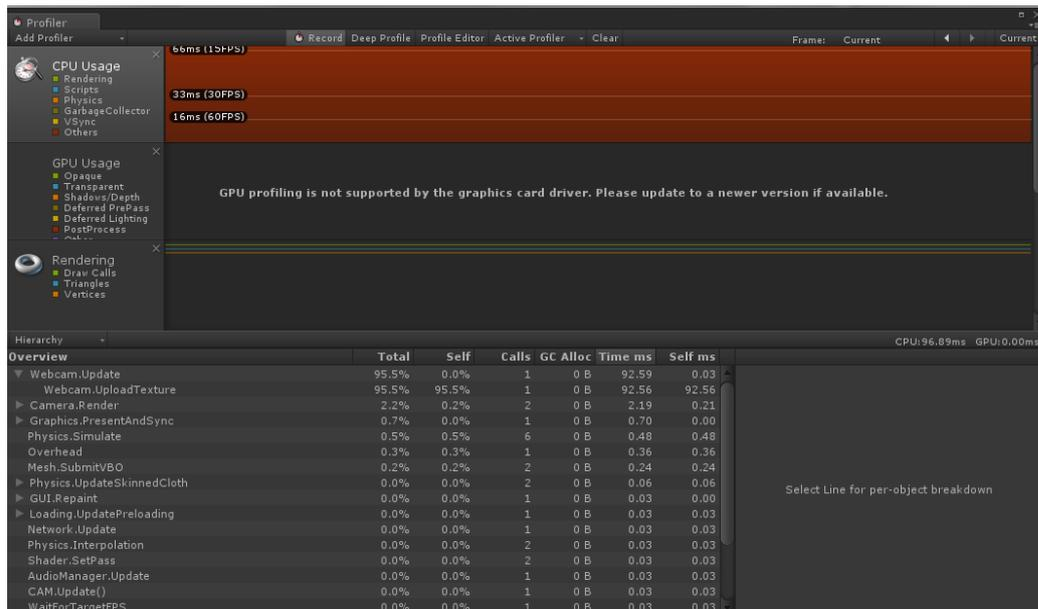 Profiler
Add Profiler
Record Deep Profile Profile Editor Active Profiler Clear Frame: Current Current
CPU Usage
Rendering
Scripts
Physics
GarbageCollector
VSync
Others
66ms (15FPS)
33ms (30FPS)
16ms (60FPS)
GPU Usage
Opaque
Transparent
Shadows/Depth
Deferred PrePass
Deferred Lighting
PostProcess
Other
GPU profiling is not supported by the graphics card driver. Please update to a newer version if available.
Rendering
Draw Calls
Triangles
Vertices
Hierarchy CPU:96.89ms GPU:0.00ms
Overview Total Self Calls GC Alloc Time ms Self ms
Webcam.Update 95.5% 0.0% 1 0 B 92.59 0.03
Webcam.UploadTexture 95.5% 95.5% 1 0 B 92.56 92.56
Camera.Render 2.2% 0.2% 2 0 B 2.19 0.21
Graphics.PresentAndSync 0.7% 0.0% 1 0 B 0.70 0.00
Physics.Simulate 0.5% 0.5% 6 0 B 0.48 0.48
Overhead 0.3% 0.3% 1 0 B 0.36 0.36
Mesh.SubmitVBO 0.2% 0.2% 2 0 B 0.24 0.24
Physics.UpdateSkinnedCloth 0.0% 0.0% 2 0 B 0.06 0.06
GUI.Repaint 0.0% 0.0% 1 0 B 0.03 0.00
Loading.UpdatePreloading 0.0% 0.0% 1 0 B 0.03 0.03
Network.Update 0.0% 0.0% 1 0 B 0.03 0.03
Physics.Interpolation 0.0% 0.0% 2 0 B 0.03 0.03
Shader.SetPass 0.0% 0.0% 2 0 B 0.03 0.03
AudioManager.Update 0.0% 0.0% 1 0 B 0.03 0.03
CAM.Update() 0.0% 0.0% 1 0 B 0.03 0.03
WaitForTargetFPS 0.0% 0.0% 1 0 B 0.03 0.03
Select Line for per-object breakdown